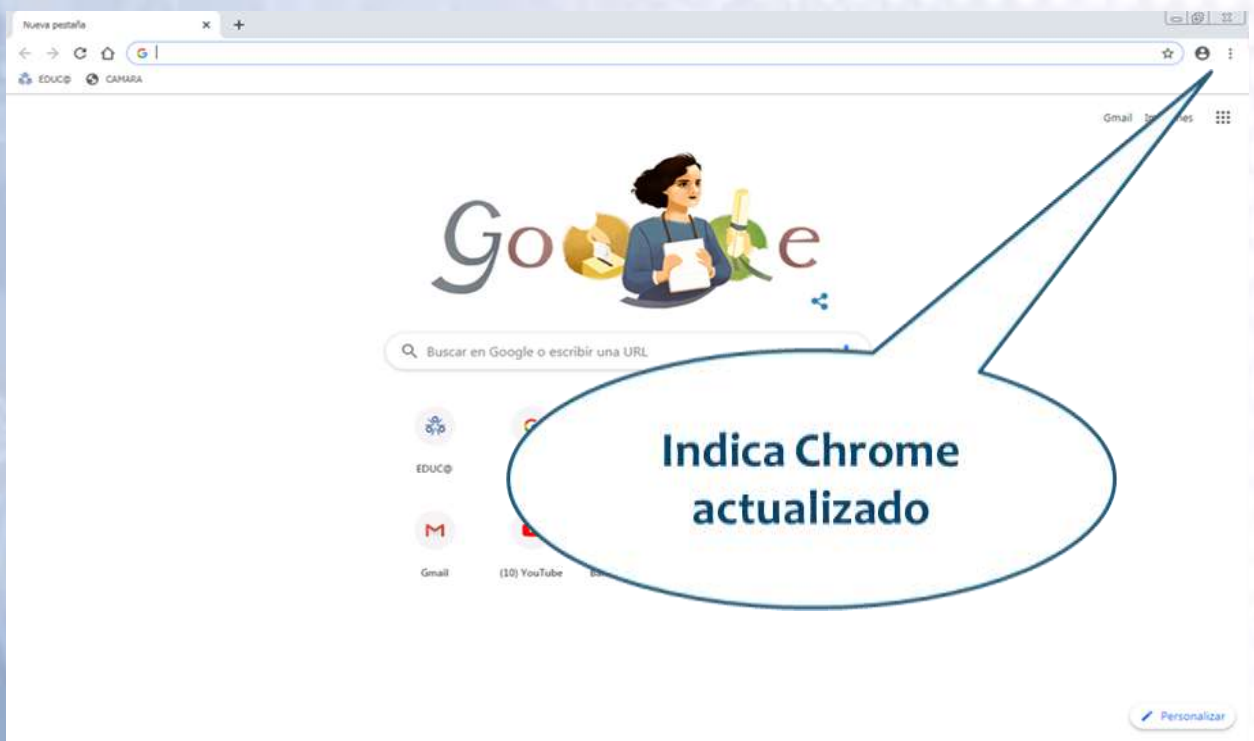 Nueva pestaña
EDUC@ CAMARA
Gmail
Google
Buscar en Google o escribir una URL
Indica Chrome
actualizado
EDUC@
Gmail (10) YouTube
Personalizar